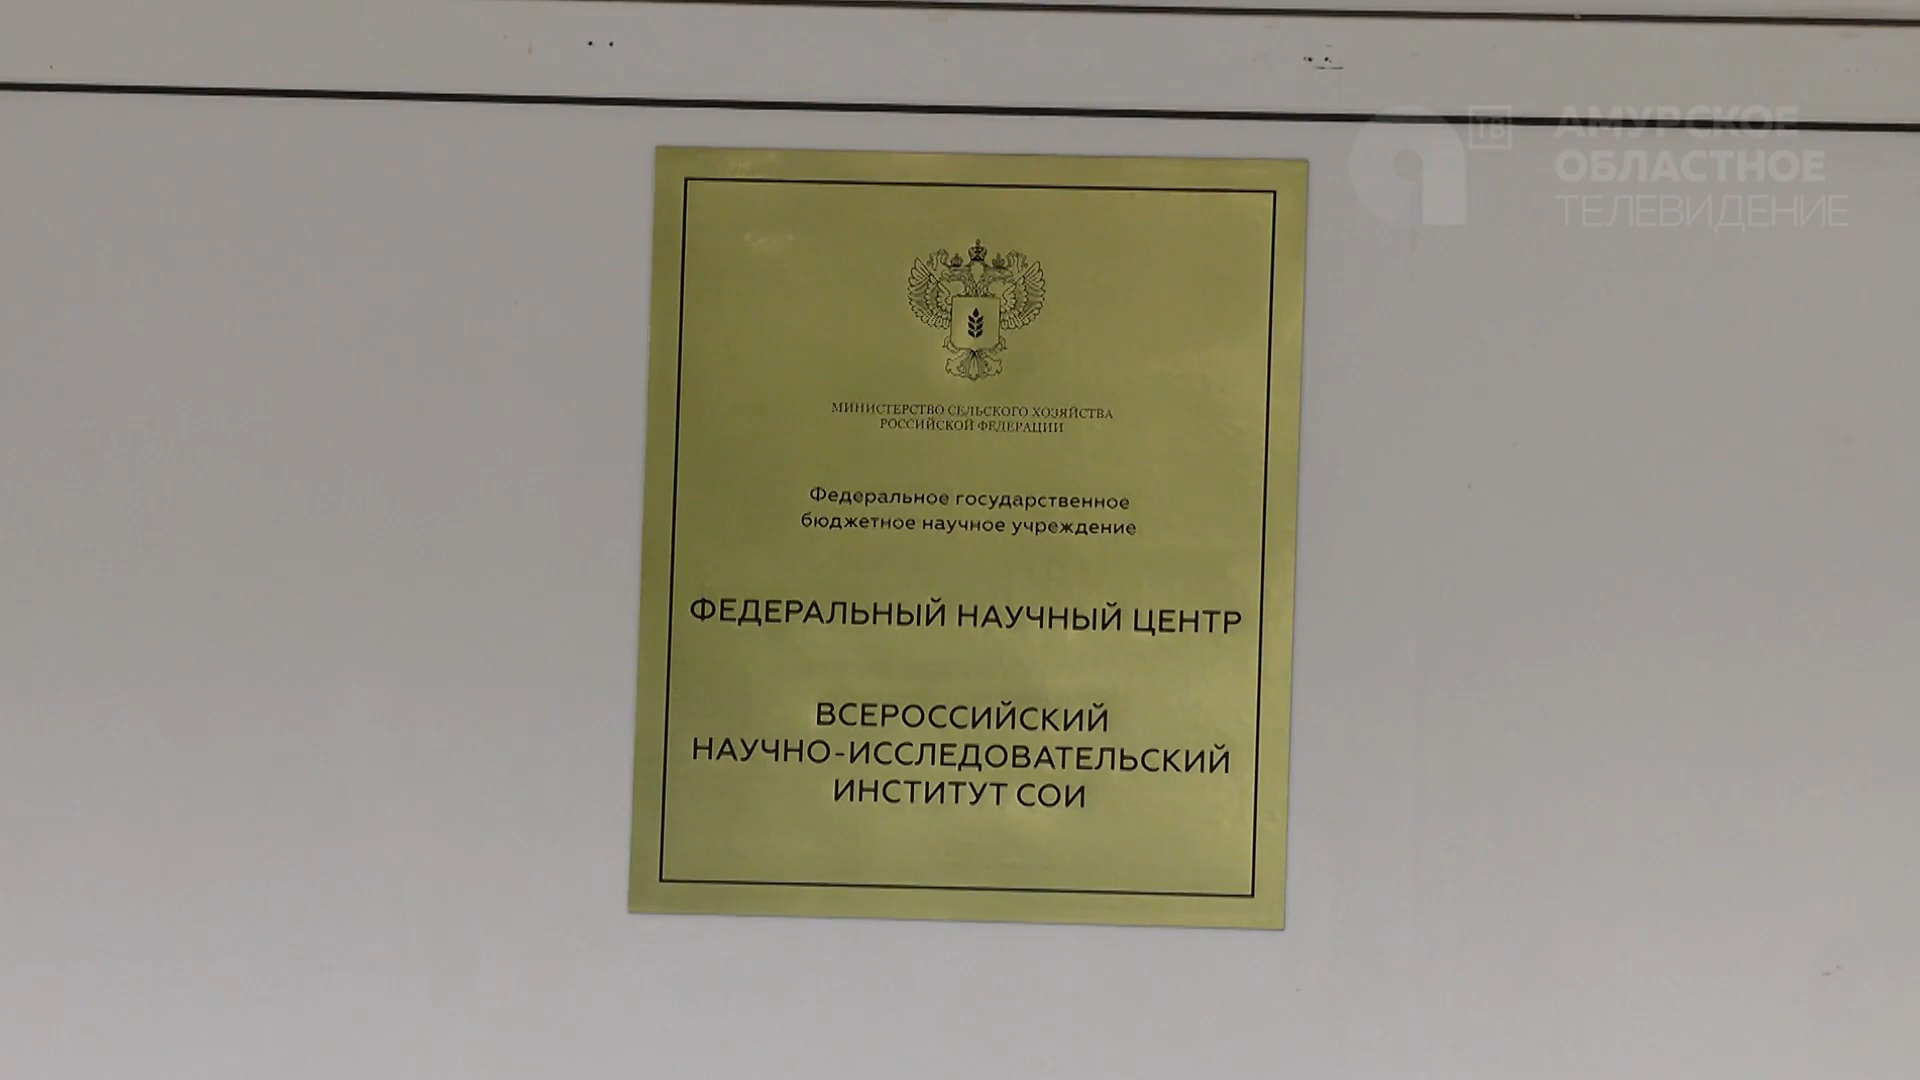 ТВ
АМУРСКОЕ
ОБЛАСТНОЕ
ТЕЛЕВИДЕНИЕ
МИНИСТЕРСТВО СЕЛЬСКОГО ХОЗЯЙСТВА
РОССИЙСКОЙ ФЕДЕРАЦИИ
Федеральное государственное
бюджетное научное учреждение
ФЕДЕРАЛЬНЫЙ НАУЧНЫЙ ЦЕНТР
ВСЕРОССИЙСКИЙ
НАУЧНО-ИССЛЕДОВАТЕЛЬСКИЙ
ИНСТИТУТ СОИ